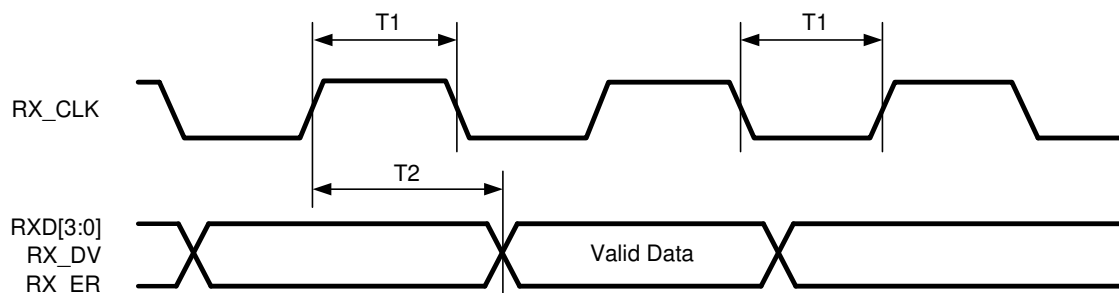 T1 T1
RX_CLK
T2
RXD[3:0]
RX_DV Valid Data
RX_ER